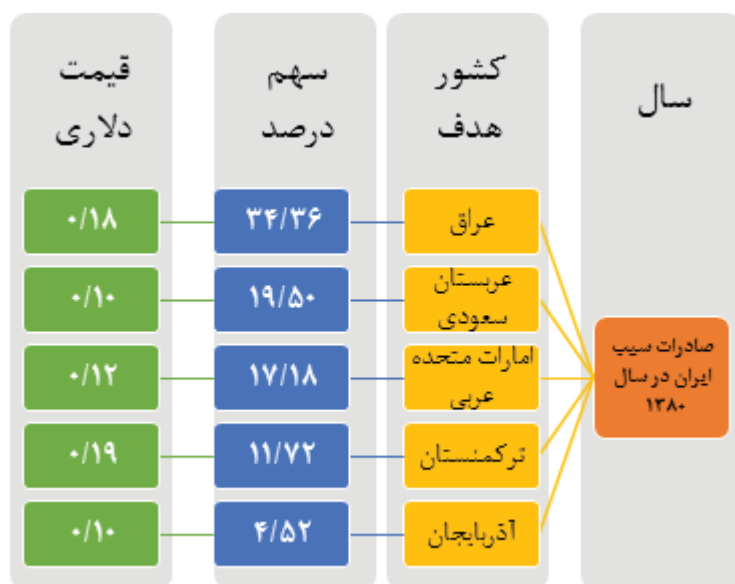 سال
کشور
هدف
سهم
درصد
قیمت
دلاری
صادرات سیب
ایران در سال
۱۳۸۰
عراق
۳۴/۳۶
۰/۱۸
عربستان
سعودی
۱۹/۵۰
۰/۱۰
امارات متحده
عربی
۱۷/۱۸
۰/۱۲
ترکمنستان
۱۱/۷۲
۰/۱۹
آذربایجان
۴/۵۲
۰/۱۰